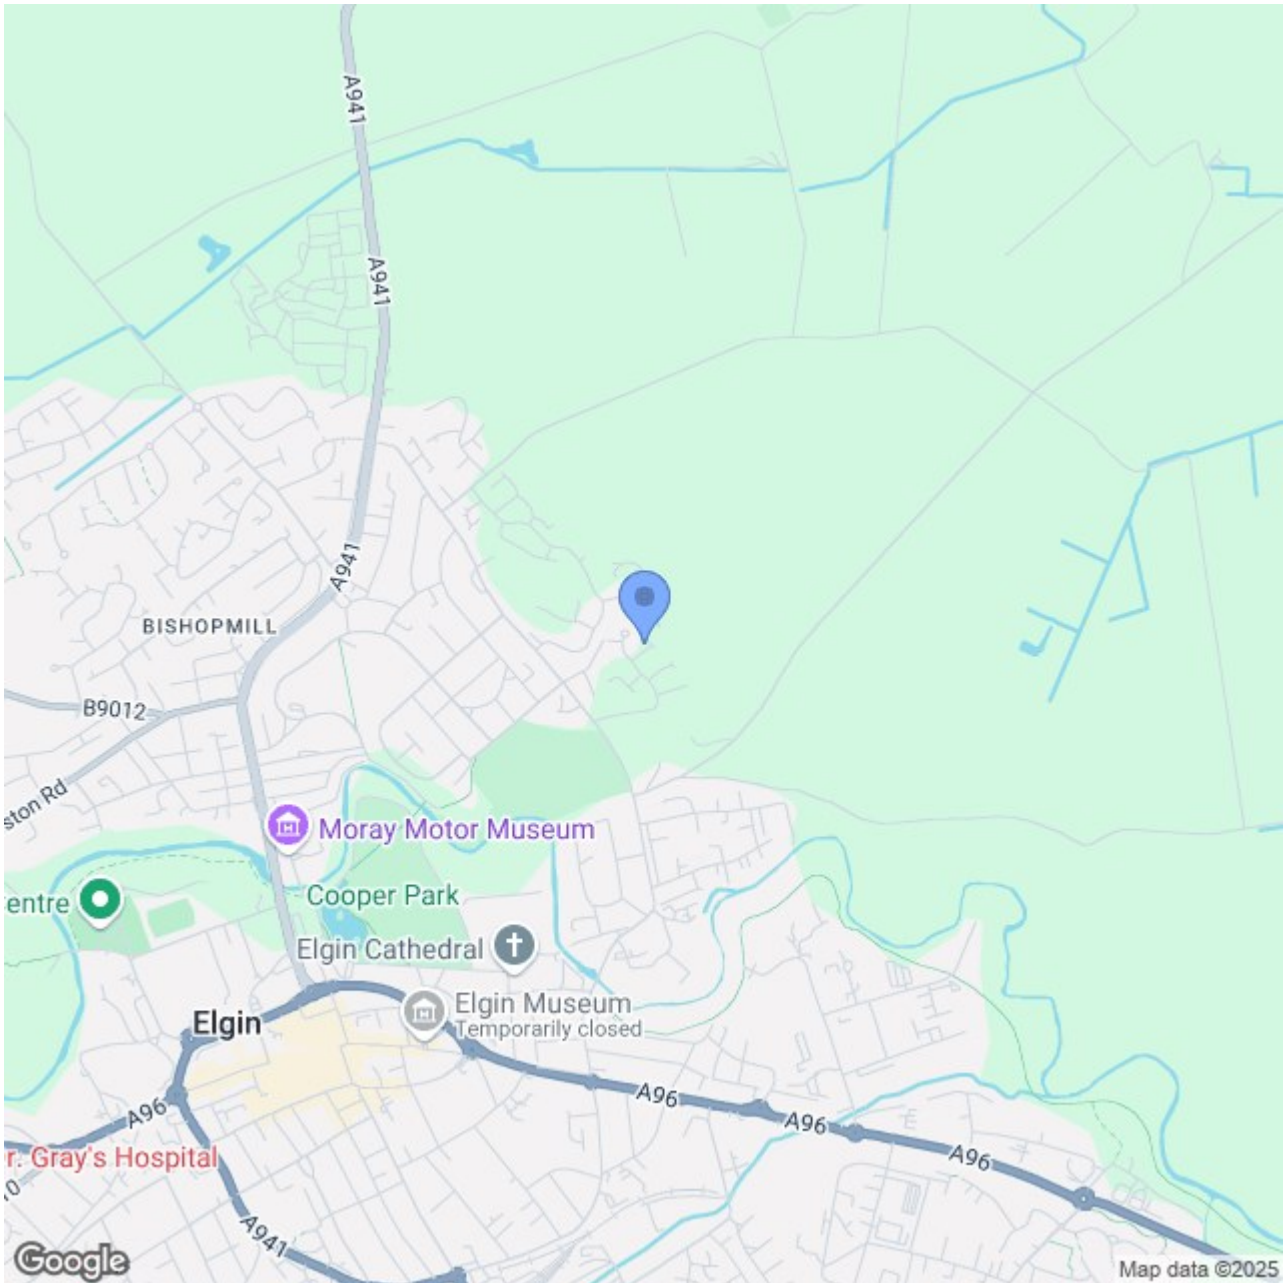 A941
A941
A941
BISHOPMILL
B9012
ston Rd
Moray Motor Museum
Cooper Park
entre
Elgin Cathedral
Elgin Museum
Temporarily closed
Elgin
A96
A96
A96
A96
r. Gray's Hospital
10
A941
Google
Map data ©2025